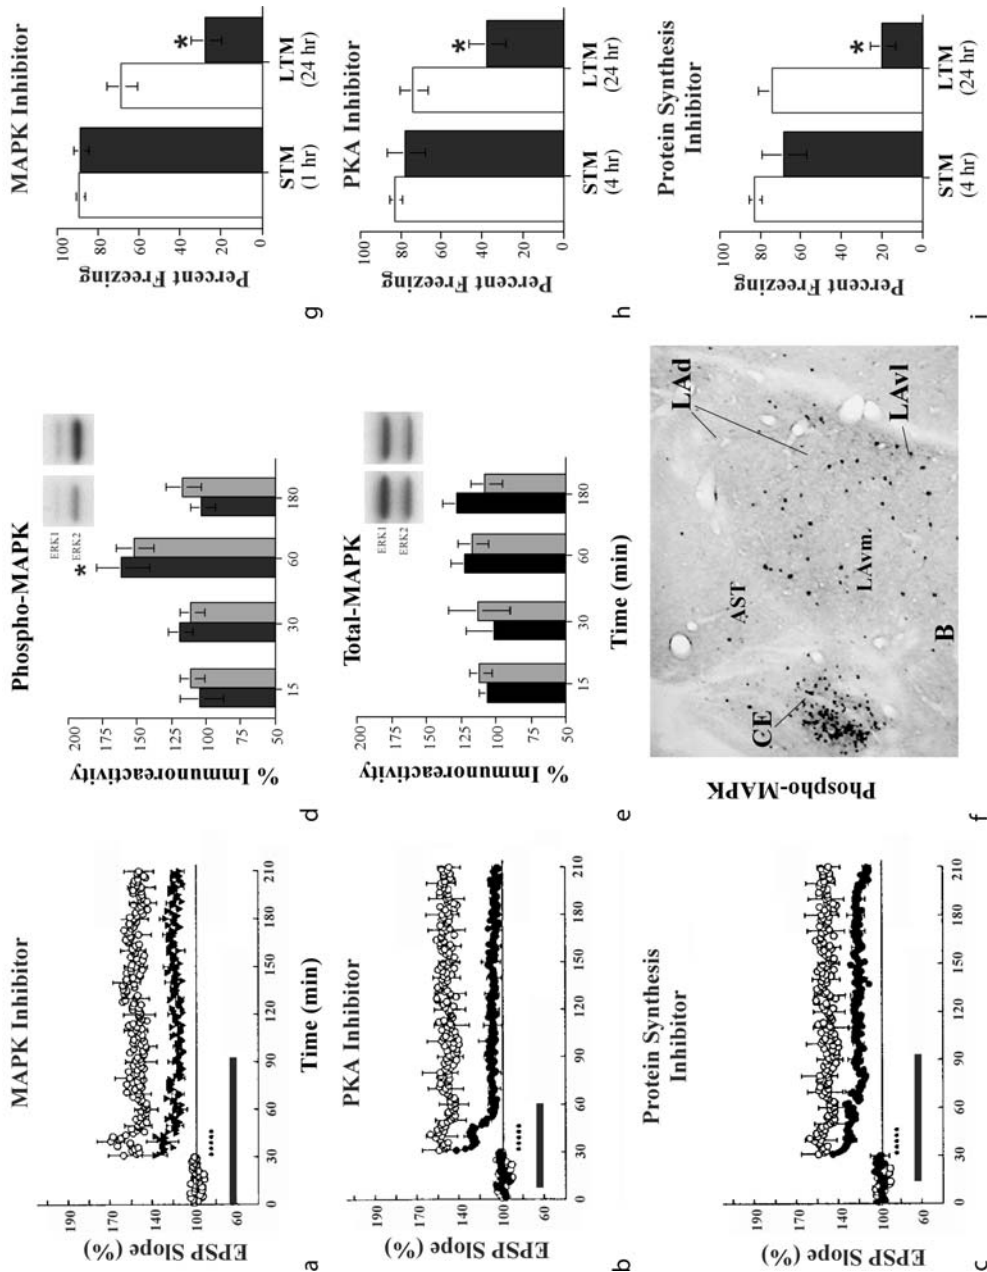 MAPK Inhibitor
EPSP Slope (%)
190
170
140
100
60
0
30
60
90
120
150
180
210
Time (min)
a
PKA Inhibitor
EPSP Slope (%)
190
170
140
100
60
0
30
60
90
120
150
180
210
b
Protein Synthesis
Inhibitor
EPSP Slope (%)
190
170
140
100
60
0
30
60
90
120
150
180
210
c
Phospho-MAPK
% Immunoreactivity
200
175
150
125
100
75
50
15
30
60
180
*
ERK1
ERK2
d
Total-MAPK
% Immunoreactivity
200
175
150
125
100
75
50
15
30
60
180
ERK1
ERK2
Time (min)
e
Phospho-MAPK
CE
AST
LAd
LAvm.
LAvl
B
f
MAPK Inhibitor
Percent Freezing
100
80
60
40
20
0
*
STM
(1 hr)
LTM
(24 hr)
g
PKA Inhibitor
Percent Freezing
100
80
60
40
20
0
*
STM
(4 hr)
LTM
(24 hr)
h
Protein Synthesis
Inhibitor
Percent Freezing
100
80
60
40
20
0
*
STM
(4 hr)
LTM
(24 hr)
i